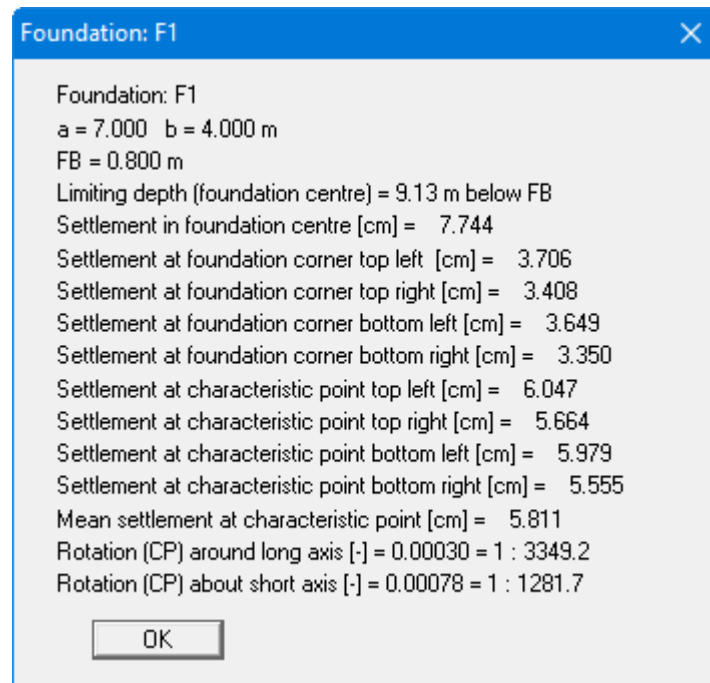 Foundation: F1
Foundation: F1
a = 7.000 b = 4.000 m
FB = 0.800 m
Limiting depth (foundation centre) = 9.13 m below FB
Settlement in foundation centre [cm] = 7.744
Settlement at foundation corner top left [cm] = 3.706
Settlement at foundation corner top right [cm] = 3.408
Settlement at foundation corner bottom left [cm] = 3.649
Settlement at foundation corner bottom right [cm] = 3.350
Settlement at characteristic point top left [cm] = 6.047
Settlement at characteristic point top right [cm] = 5.664
Settlement at characteristic point bottom left [cm] = 5.979
Settlement at characteristic point bottom right [cm] = 5.555
Mean settlement at characteristic point [cm] = 5.811
Rotation (CP) around long axis [-] = 0.00030 = 1 : 3349.2
Rotation (CP) about short axis [-] = 0.00078 = 1 : 1281.7
OK